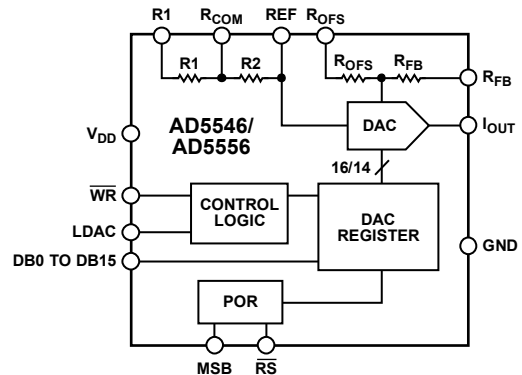 R1 RCOM REF ROFS
R1 R2 ROFS RFB
RFB
VDD
AD5546/
AD5556
DAC
IOUT
16/14
WR
LDAC
DB0 TO DB15
CONTROL
LOGIC
DAC
REGISTER
GND
POR
MSB RS